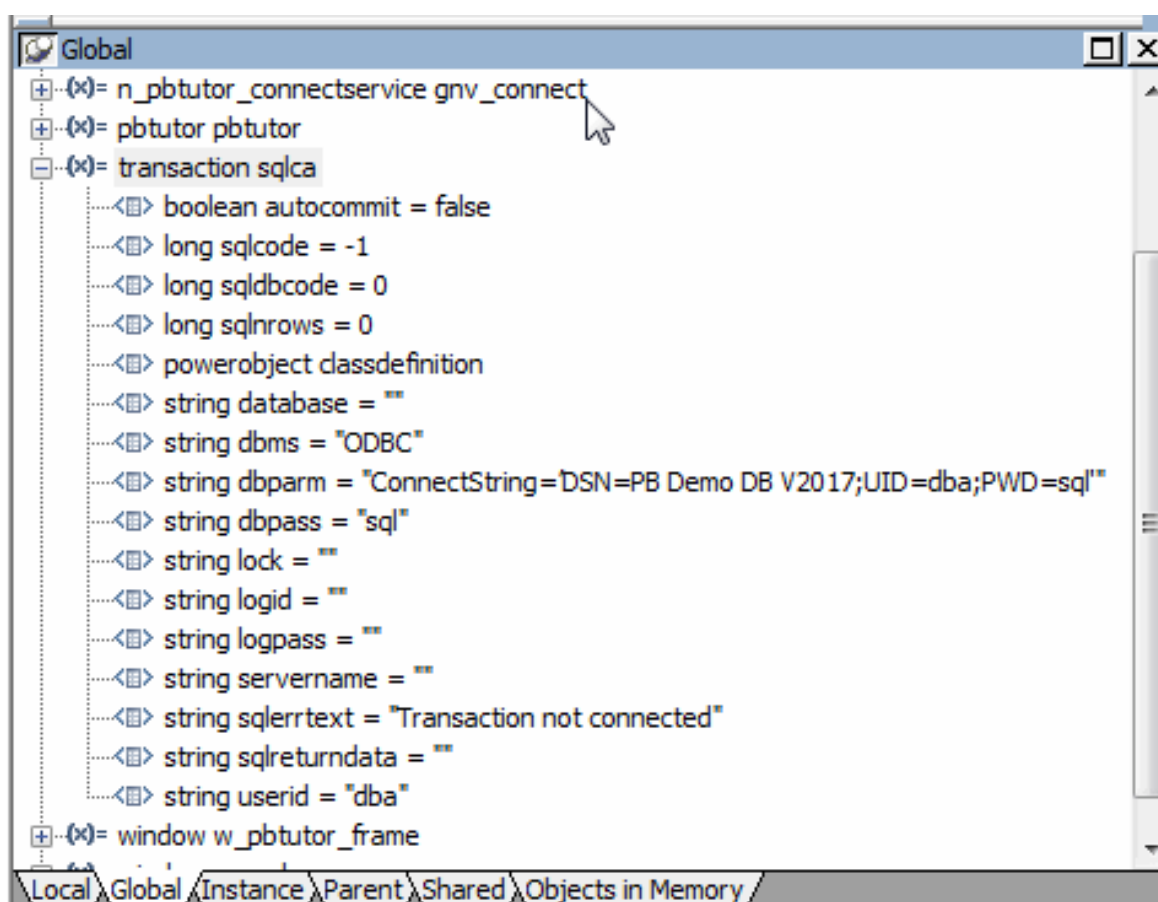 Global
(x)= n_pbtutor_connectservice gnv_connect
(x)= pbtutor pbtutor
(x)= transaction sqlca
boolean autocommit = false
long sqlcode = -1
long sqldbcode = 0
long sqlnrows = 0
powerobject classdefinition
string database = ""
string dbms = "ODBC"
string dbparm = "ConnectString='DSN=PB Demo DB V2017;UID=dba;PWD=sql'"
string dbpass = "sql"
string lock = ""
string logid = ""
string logpass = ""
string servername = ""
string sqlerrtext = "Transaction not connected"
string sqlreturndata = ""
string userid = "dba"
(x)= window w_pbtutor_frame
Local Global Instance Parent Shared Objects in Memory